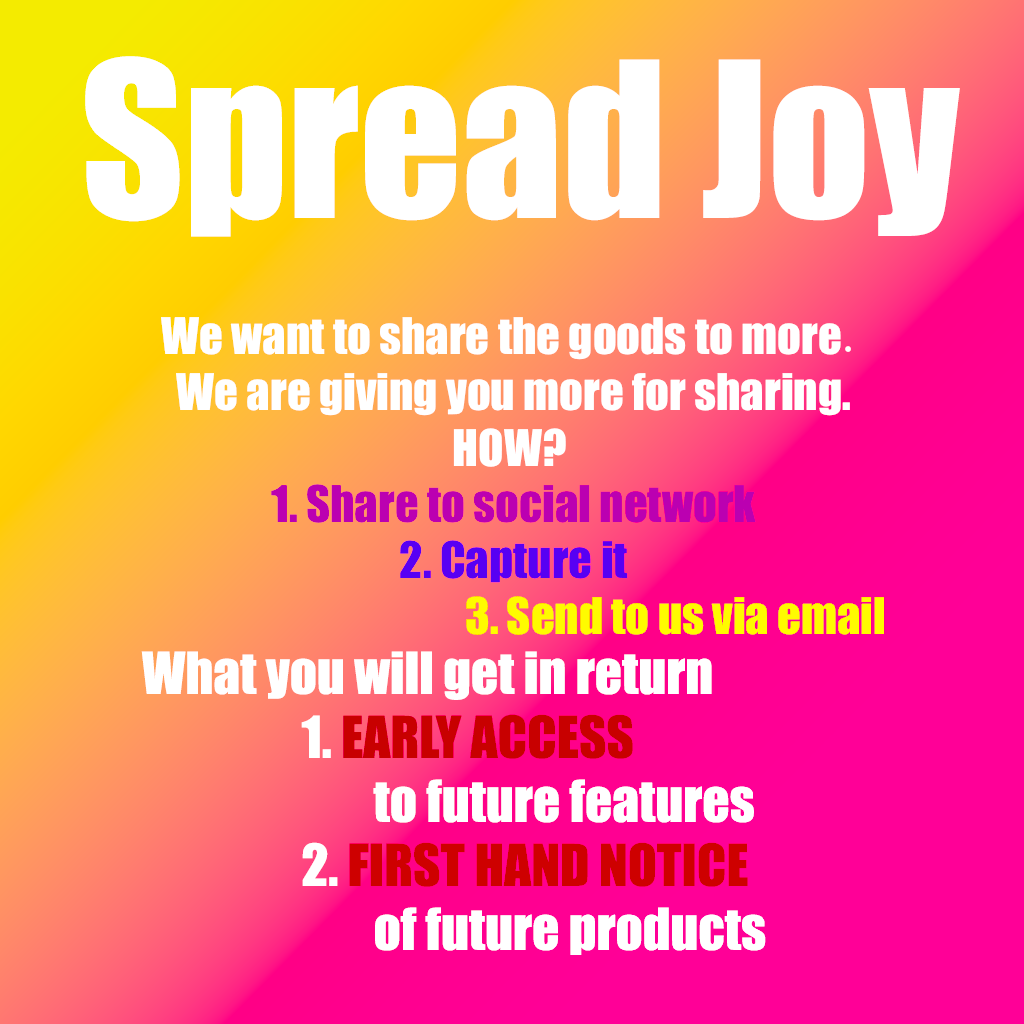 Spread Joy
We want to share the goods to more.
We are giving you more for sharing.
HOW?
1. Share to social network
2. Capture it
3. Send to us via email
What you will get in return
1. EARLY ACCESS
to future features
2. FIRST HAND NOTICE
of future products